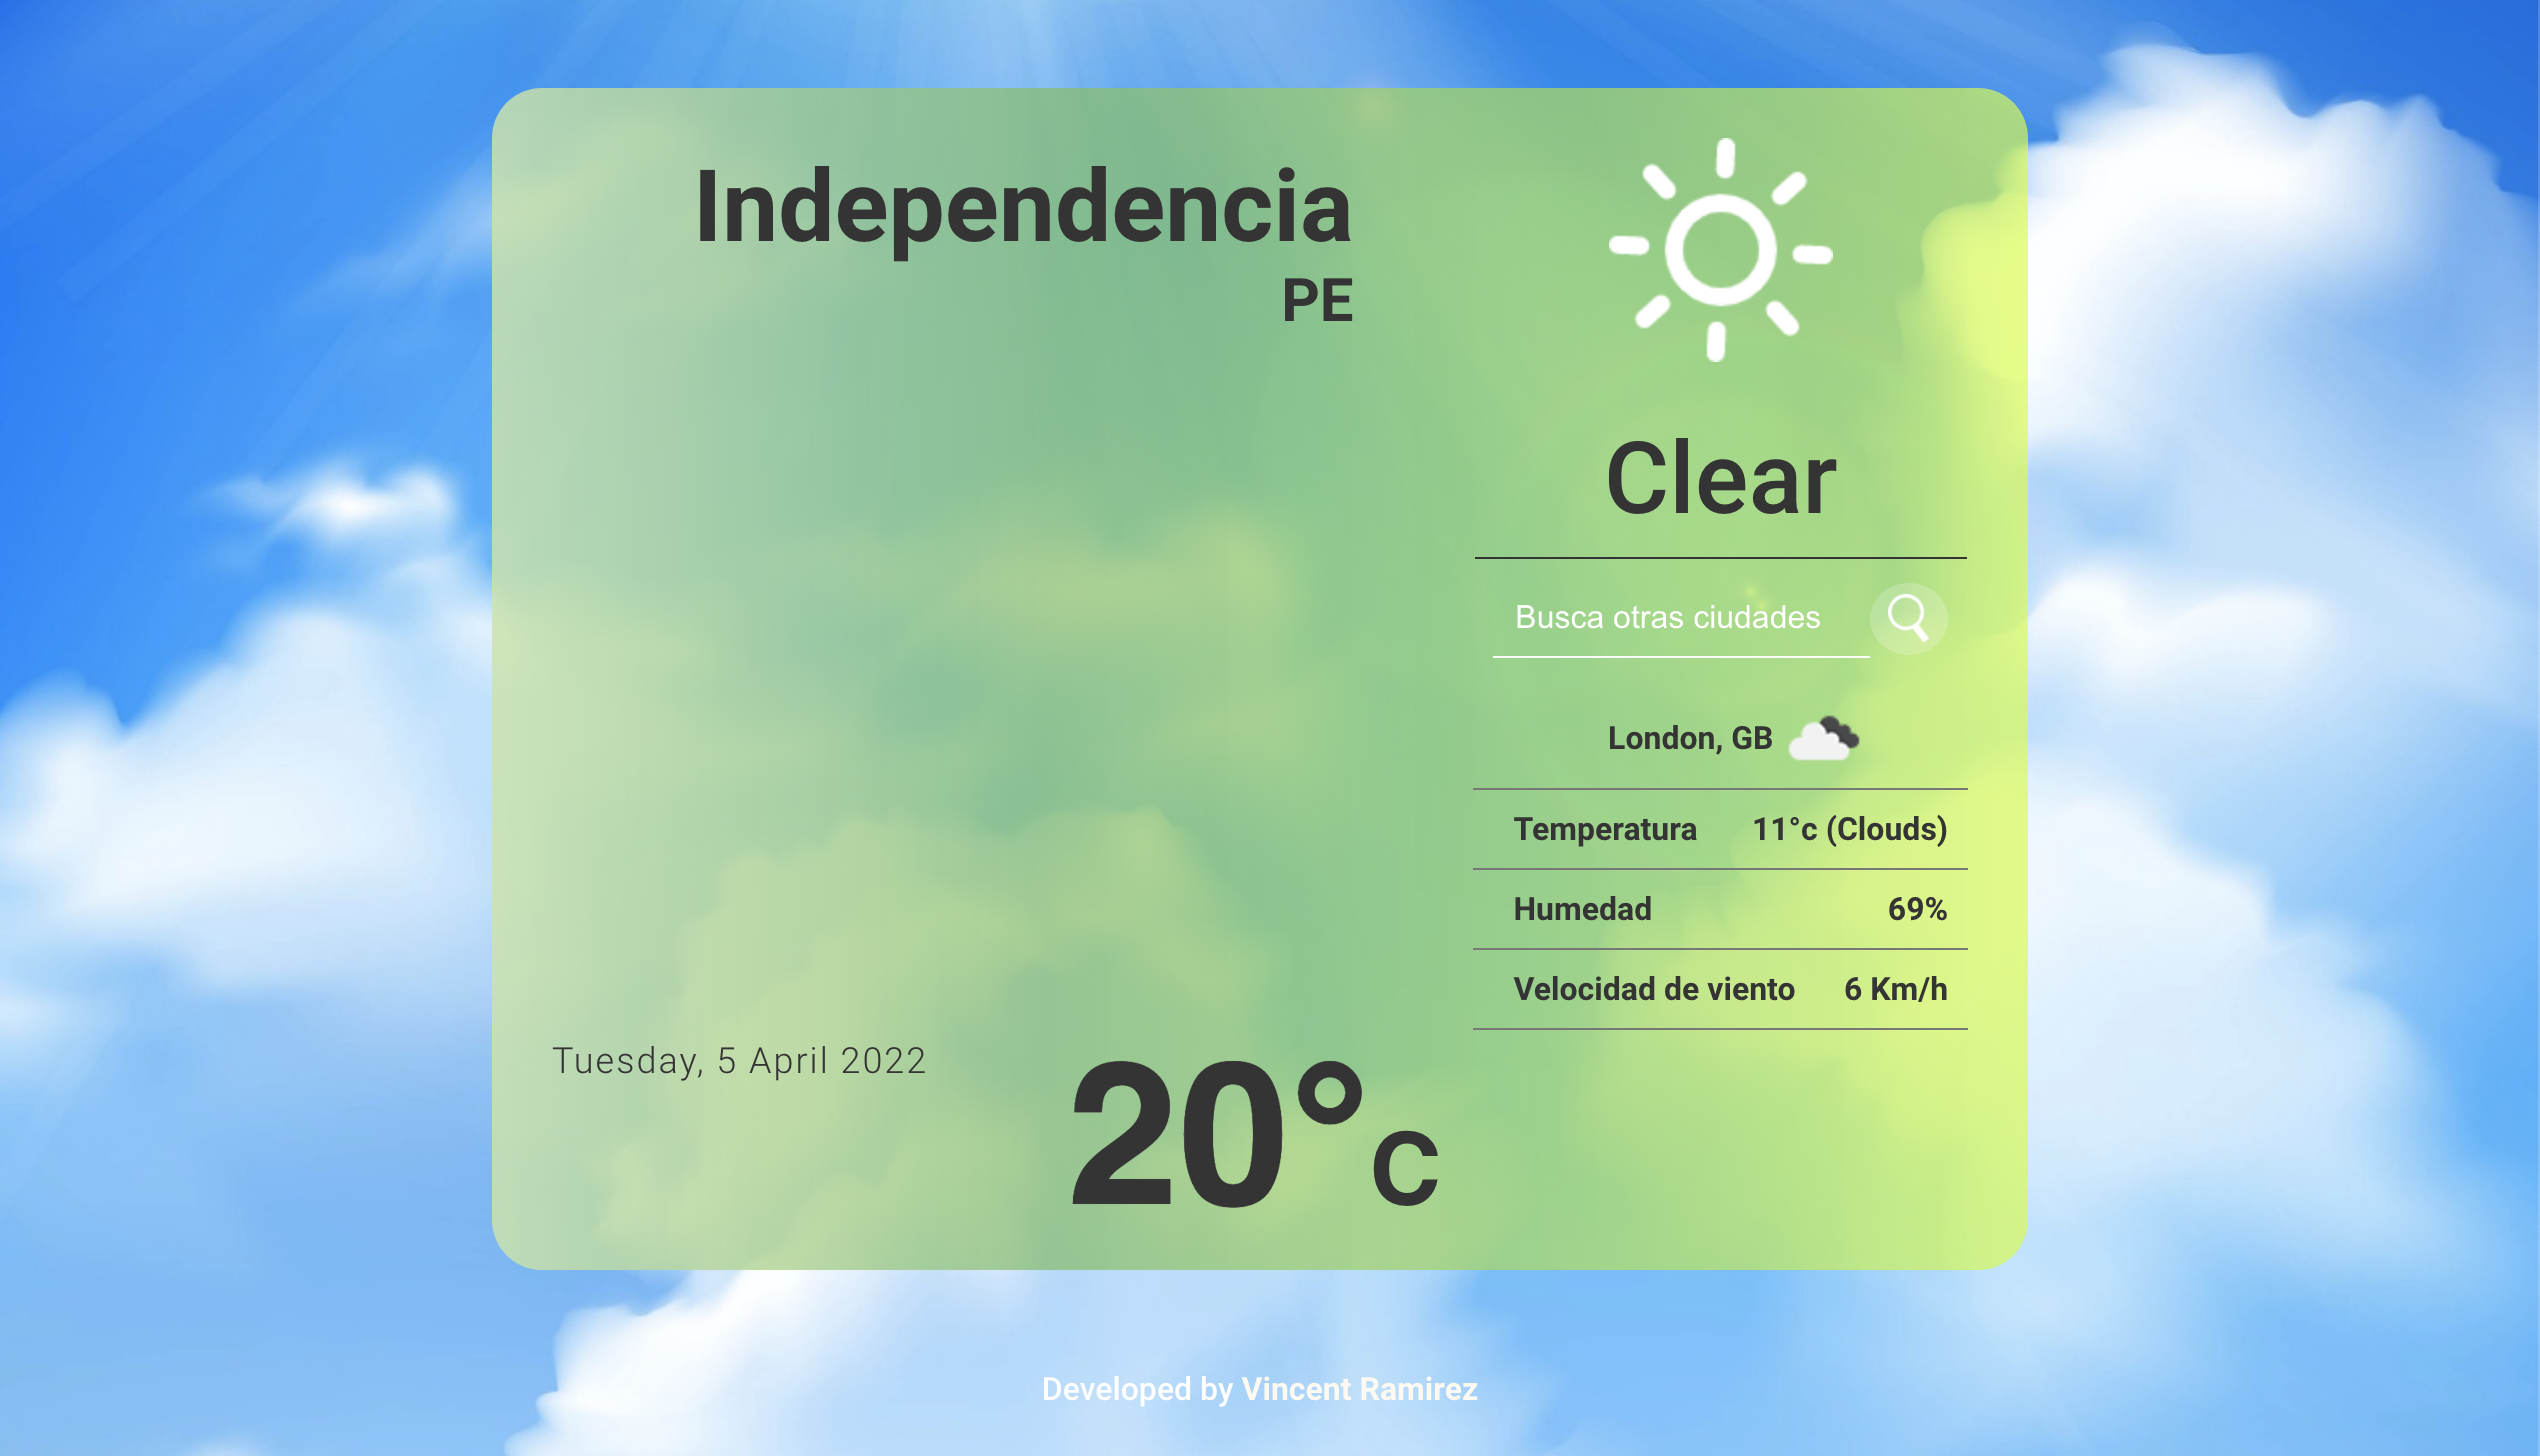 Independencia
PE
Clear
Busca otras ciudades
London, GB
Temperatura 11°c (Clouds)
Humedad 69%
Velocidad de viento 6 Km/h
Tuesday, 5 April 2022
20°c
Developed by Vincent Ramirez